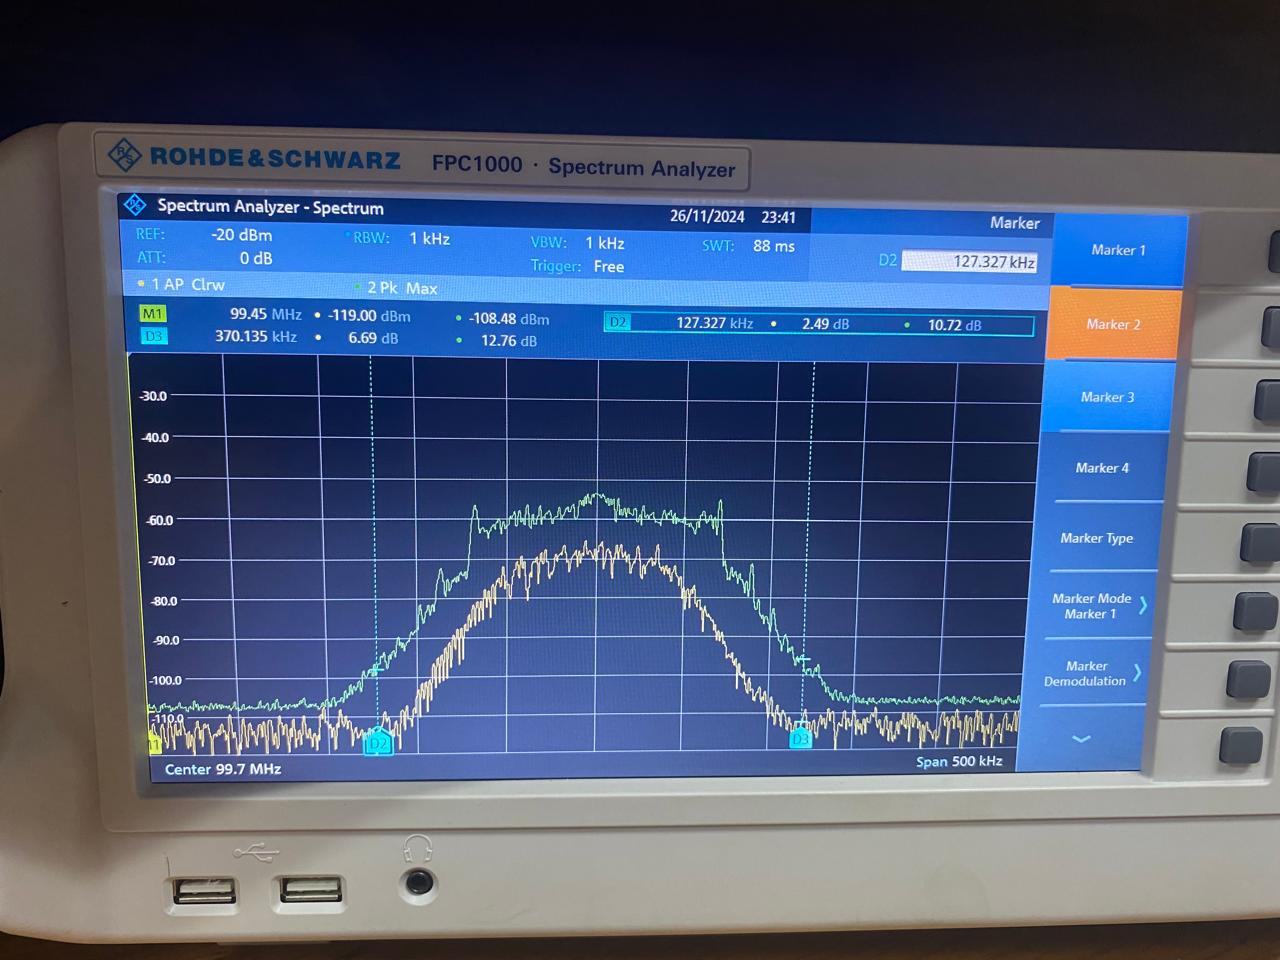 ROHDE & SCHWARZ FPC1000 · Spectrum Analyzer
Spectrum Analyzer - Spectrum 26/11/2024 23:41 Marker
REF: -20 dBm RBW: 1 kHz VBW: 1 kHz SWT: 88 ms
ATT: 0 dB Trigger: Free D2 127.327 kHz
1 AP Clrw 2 Pk Max
M1 99.45 MHz -119.00 dBm -108.48 dBm D2 127.327 kHz 2.49 dB 10.72 dB
D3 370.135 kHz 6.69 dB 12.76 dB
-30.0
-40.0
-50.0
-60.0
-70.0
-80.0
-90.0
-100.0
-110.0
D2 D3
Center 99.7 MHz Span 500 kHz
Marker 1
Marker 2
Marker 3
Marker 4
Marker Type
Marker Mode
Marker 1
Marker
Demodulation